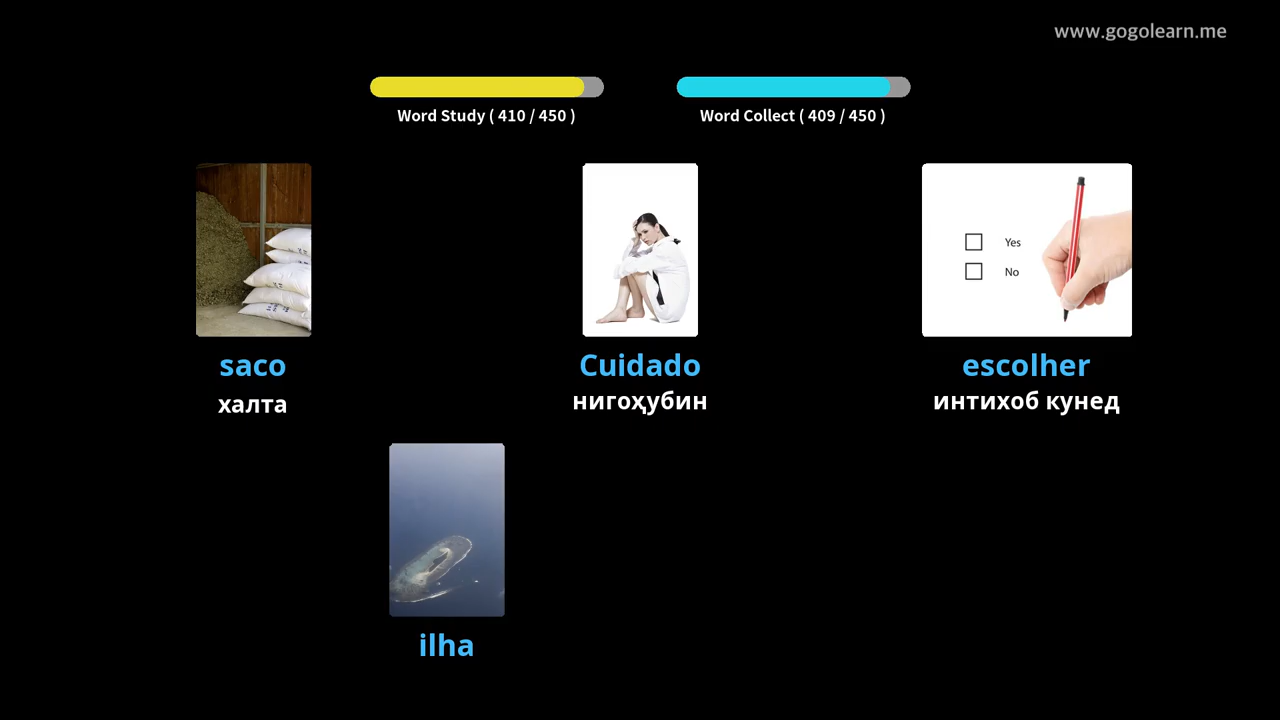 www.gogolearn.me
Word Study ( 410 / 450 )
Word Collect ( 409 / 450 )
Yes
No
saco
Cuidado
escolher
халта
нигоҳубин
интихоб кунед
ilha